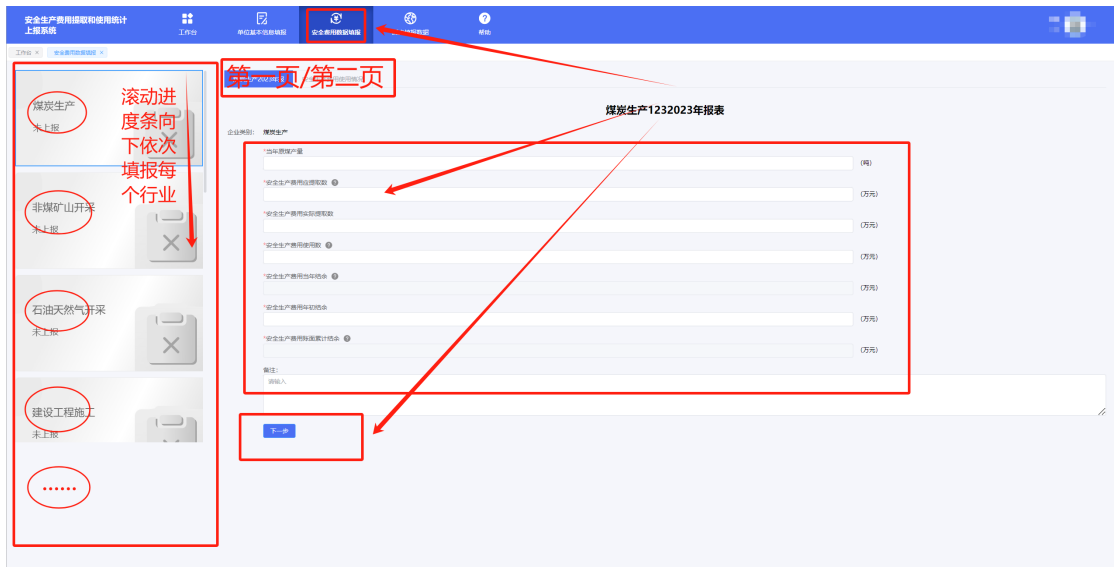 安全生产费用提取和使用统计
上报系统
工作台
单位基本信息填报
安全费用数据填报
填报数据
帮助
工作台 ×
安全费用数据填报 ×
煤炭生产
未上报
滚动进
度条向
下依次
填报每
个行业
非煤矿山开采
未上报
石油天然气开采
未上报
建设工程施工
未上报
......
第一页/第二页
煤炭生产1232023年报表
企业类别: 煤炭生产
*当年原煤产量
(吨)
*安全生产费用应提取数
(万元)
*安全生产费用实际提取数
(万元)
*安全生产费用使用数
(万元)
*安全生产费用当年结余
(万元)
*安全生产费用年初结余
(万元)
*安全生产费用账面累计结余
(万元)
备注:
请输入
下一步